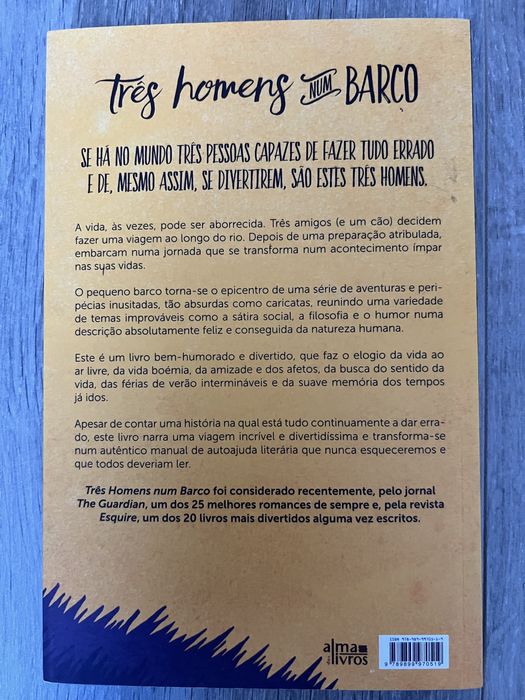 três homens NUM BARCO
SE HÁ NO MUNDO TRÊS PESSOAS CAPAZES DE FAZER TUDO ERRADO
E DE, MESMO ASSIM, SE DIVERTIREM, SÃO ESTES TRÊS HOMENS.
A vida, às vezes, pode ser aborrecida. Três amigos (e um cão) decidem
fazer uma viagem ao longo do rio. Depois de uma preparação atribulada,
embarcam numa jornada que se transforma num acontecimento ímpar
nas suas vidas.
O pequeno barco torna-se o epicentro de uma série de aventuras e peri-
pécias inusitadas, tão absurdas como caricatas, reunindo uma variedade
de temas improváveis como a sátira social, a filosofia e o humor numa
descrição absolutamente feliz e conseguida da natureza humana.
Este é um livro bem-humorado e divertido, que faz o elogio da vida ao
ar livre, da vida boémia, da amizade e dos afetos, da busca do sentido da
vida, das férias de verão intermináveis e da suave memória dos tempos
já idos.
Apesar de contar uma história na qual está tudo continuamente a dar erra-
do, este livro narra uma viagem incrível e divertidíssima e transforma-se
num autêntico manual de autoajuda literária que nunca esqueceremos e
que todos deveriam ler.
Três Homens num Barco foi considerado recentemente, pelo jornal
The Guardian, um dos 25 melhores romances de sempre e, pela revista
Esquire, um dos 20 livros mais divertidos alguma vez escritos.
alma
dos livros
ISBN 978-989-99705-1-9
9 789899 970519